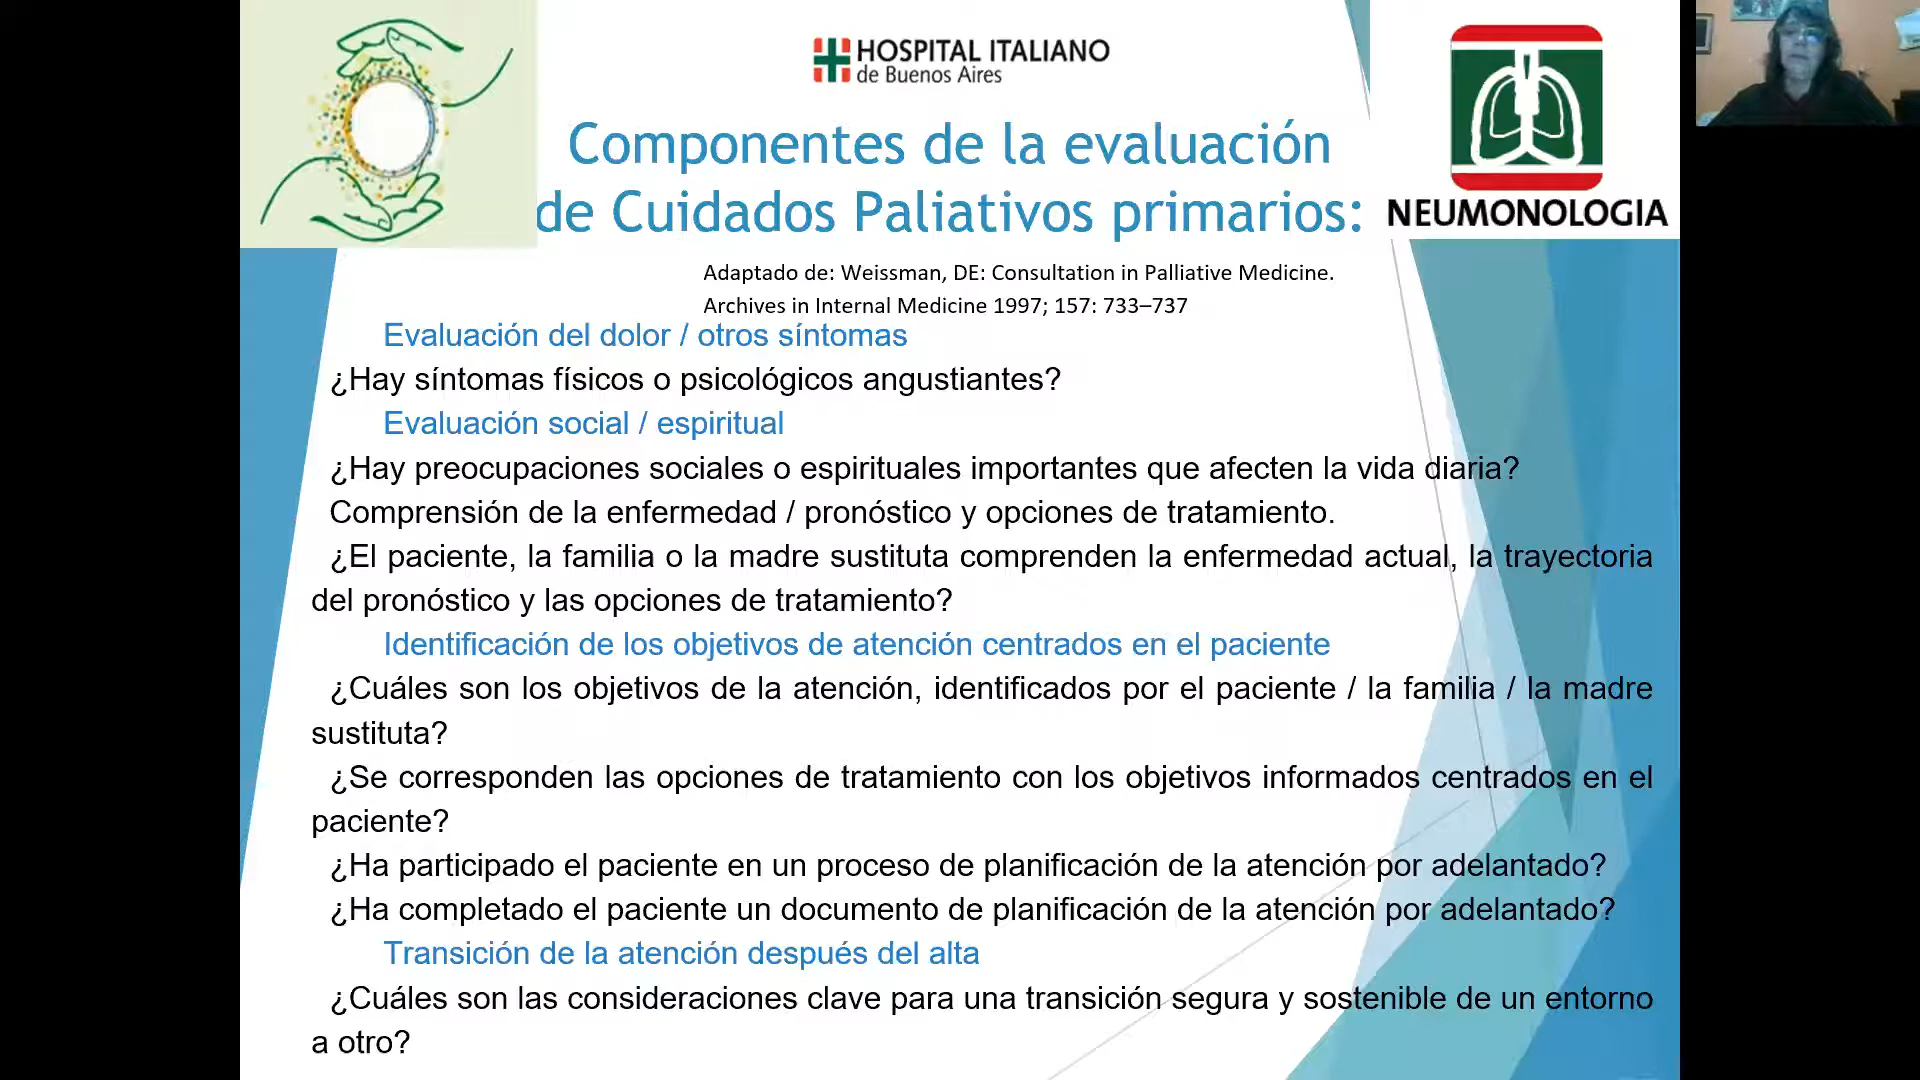 HOSPITAL ITALIANO
de Buenos Aires
Componentes de la evaluación
de Cuidados Paliativos primarios:
NEUMONOLOGIA
Adaptado de: Weissman, DE: Consultation in Palliative Medicine.
Archives in Internal Medicine 1997; 157: 733–737
Evaluación del dolor / otros síntomas
¿Hay síntomas físicos o psicológicos angustiantes?
Evaluación social / espiritual
¿Hay preocupaciones sociales o espirituales importantes que afecten la vida diaria?
Comprensión de la enfermedad / pronóstico y opciones de tratamiento.
¿El paciente, la familia o la madre sustituta comprenden la enfermedad actual, la trayectoria
del pronóstico y las opciones de tratamiento?
Identificación de los objetivos de atención centrados en el paciente
¿Cuáles son los objetivos de la atención, identificados por el paciente / la familia / la madre
sustituta?
¿Se corresponden las opciones de tratamiento con los objetivos informados centrados en el
paciente?
¿Ha participado el paciente en un proceso de planificación de la atención por adelantado?
¿Ha completado el paciente un documento de planificación de la atención por adelantado?
Transición de la atención después del alta
¿Cuáles son las consideraciones clave para una transición segura y sostenible de un entorno
a otro?